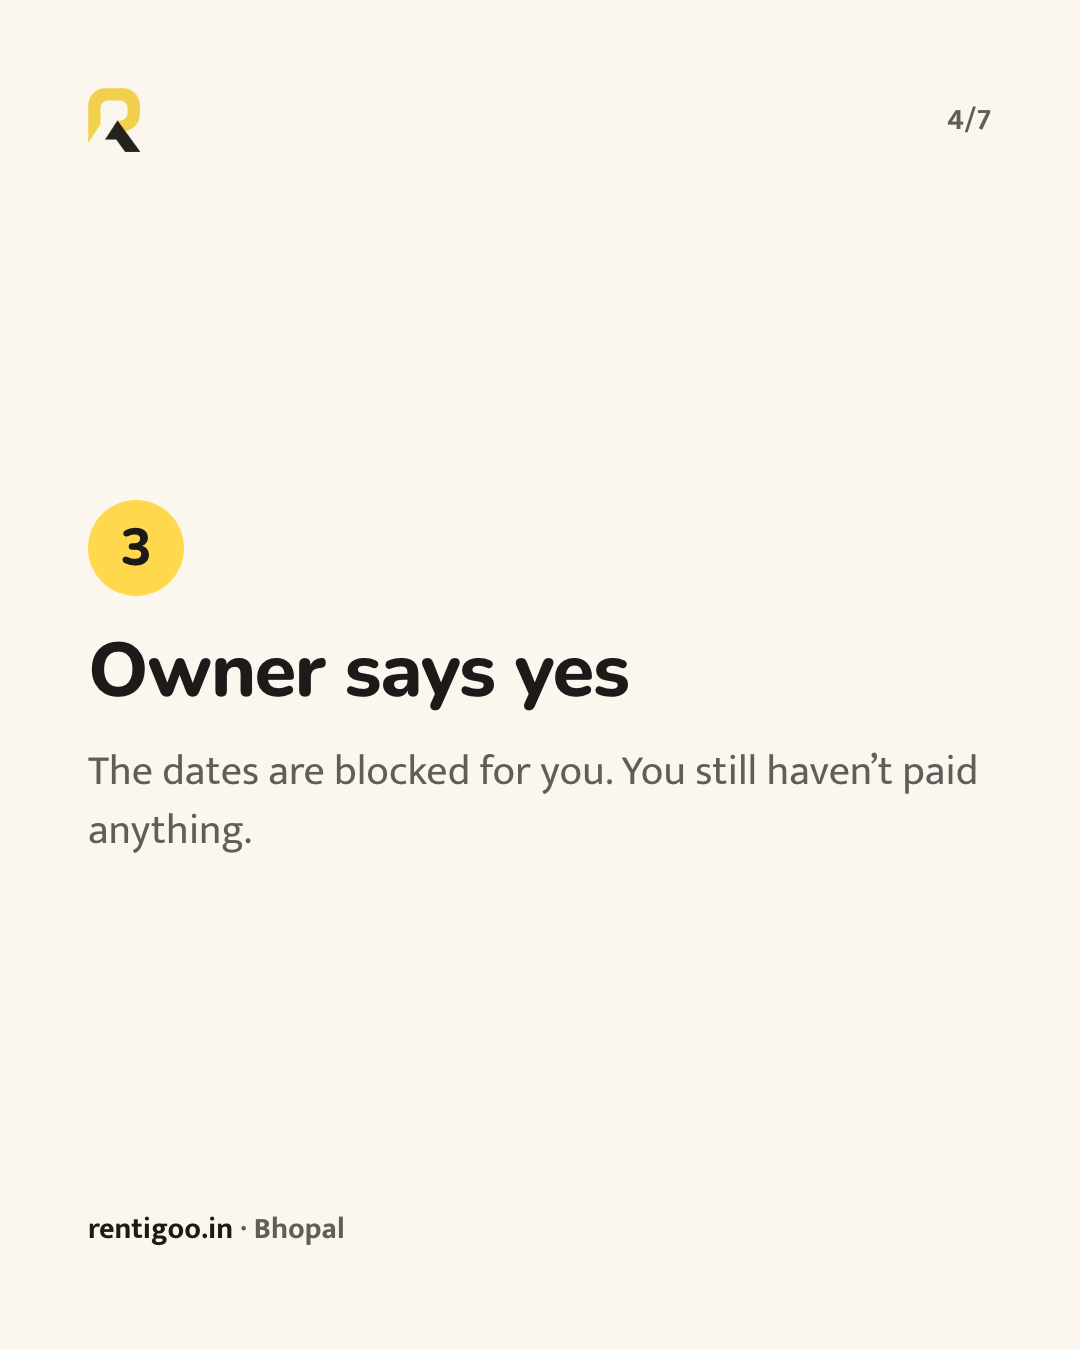 4/7
3
Owner says yes
The dates are blocked for you. You still haven’t paid
anything.
rentigoo.in · Bhopal